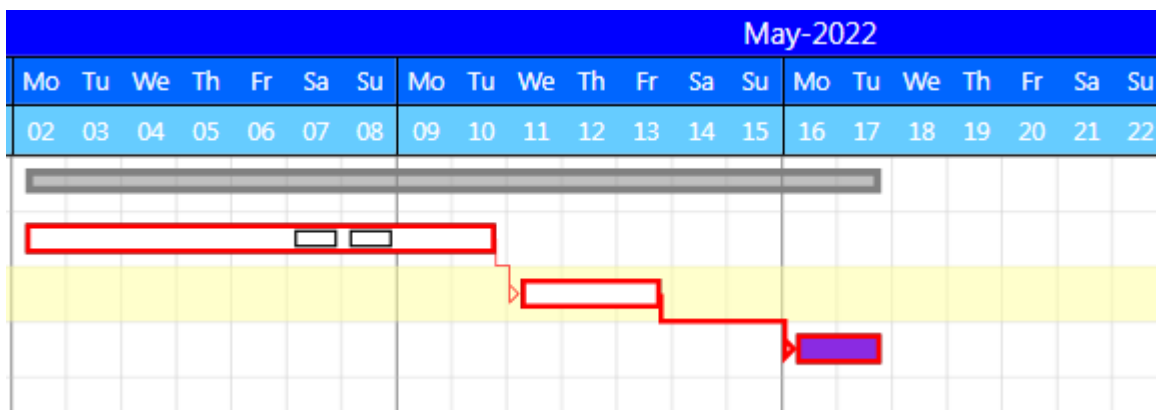 May-2022
Mo Tu We Th Fr Sa Su Mo Tu We Th Fr Sa Su Mo Tu We Th Fr Sa Su
02 03 04 05 06 07 08 09 10 11 12 13 14 15 16 17 18 19 20 21 22